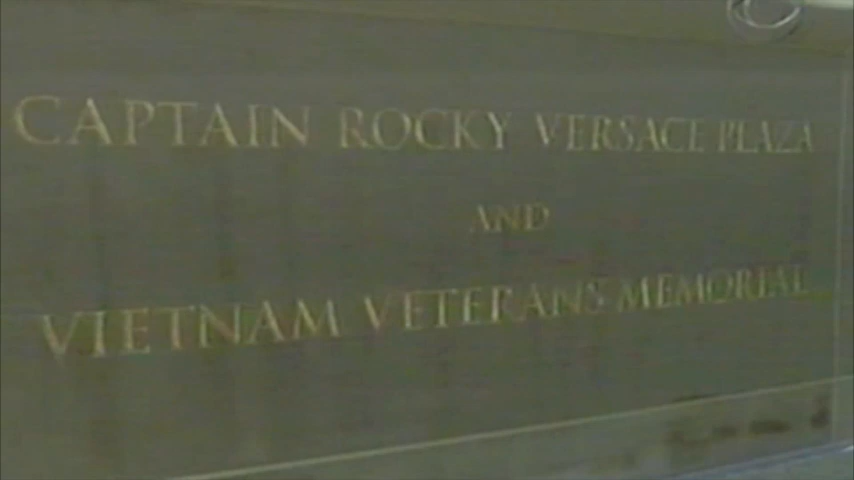 CAPTAIN ROCKY VERSACE PLAZA
AND
VIETNAM VETERANS MEMORIAL